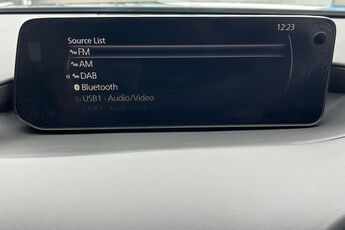 12:23
Source List
FM
AM
DAB
Bluetooth
USB1 - Audio/Video